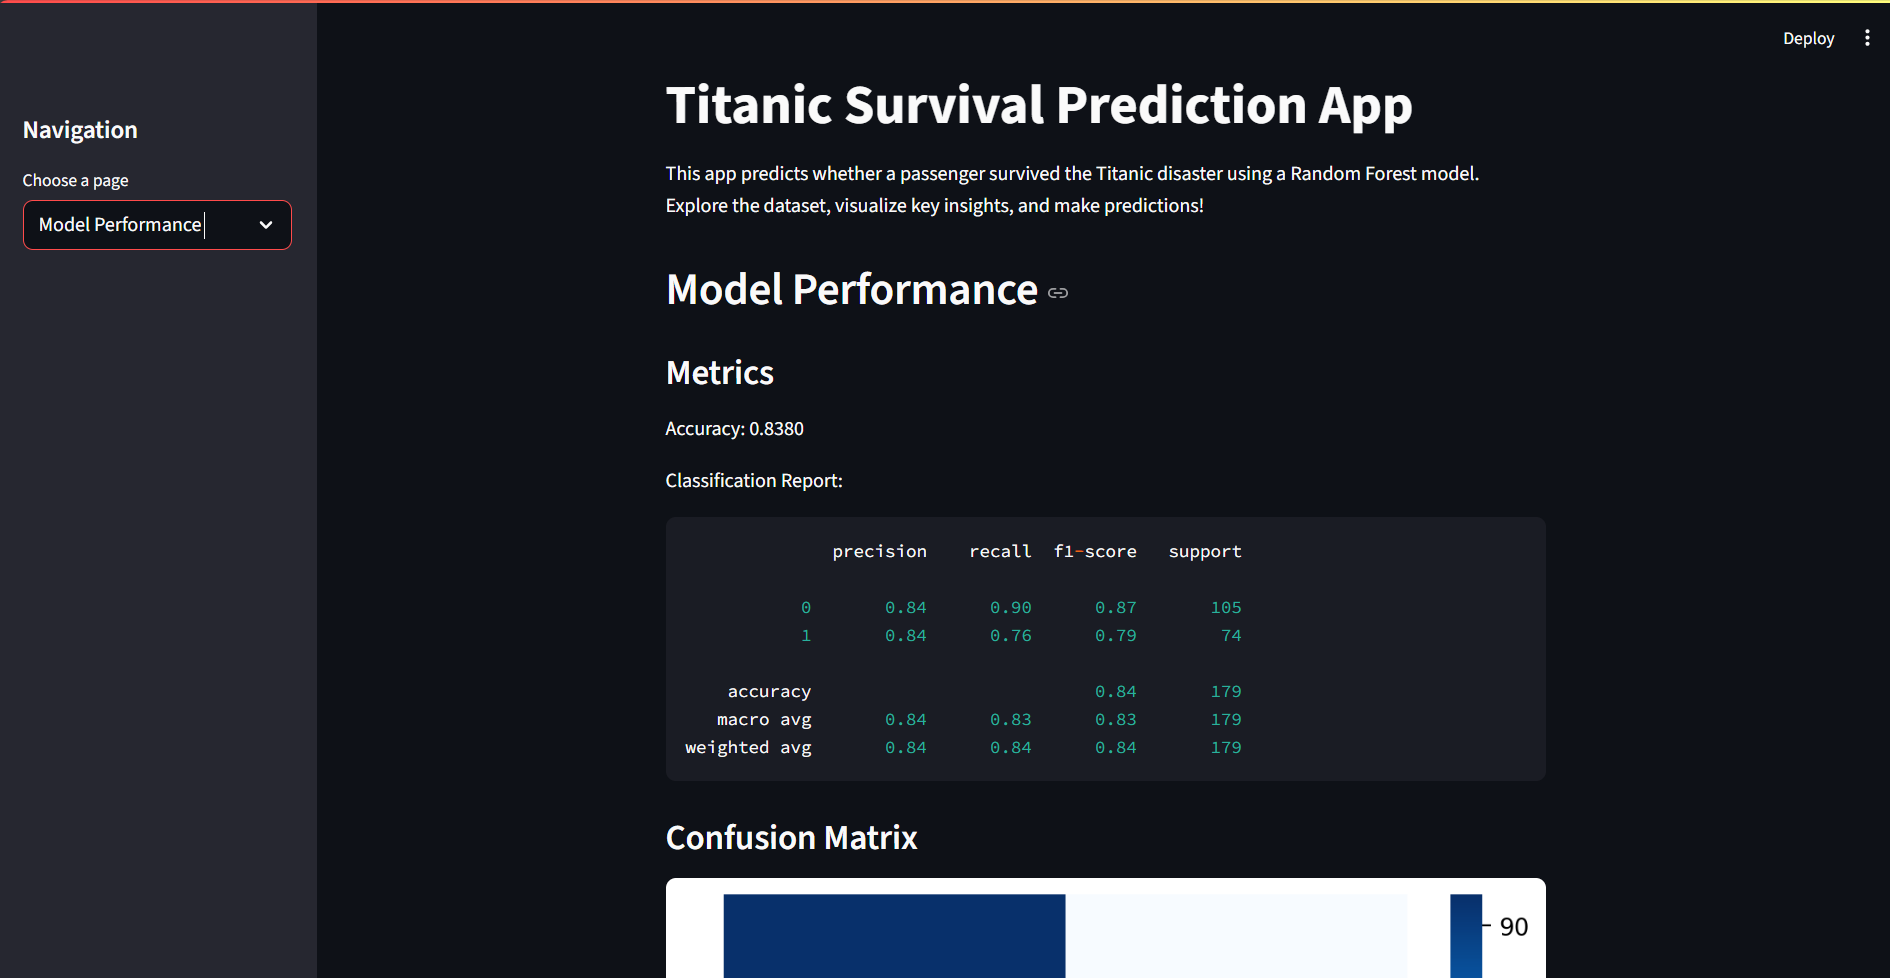 Deploy
Navigation
Choose a page
Model Performance
Titanic Survival Prediction App
This app predicts whether a passenger survived the Titanic disaster using a Random Forest model.
Explore the dataset, visualize key insights, and make predictions!
Model Performance
Metrics
Accuracy: 0.8380
Classification Report:
precision recall f1-score support
0 0.84 0.90 0.87 105
1 0.84 0.76 0.79 74
accuracy 0.84 179
macro avg 0.84 0.83 0.83 179
weighted avg 0.84 0.84 0.84 179
Confusion Matrix
90